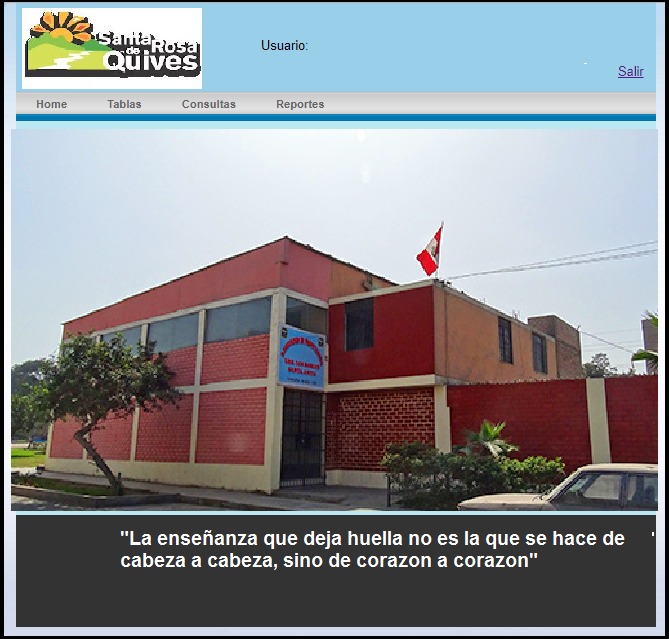 Santa Rosa
de
Quives
Usuario:
Salir
Home Tablas Consultas Reportes
"La enseñanza que deja huella no es la que se hace de
cabeza a cabeza, sino de corazon a corazon"